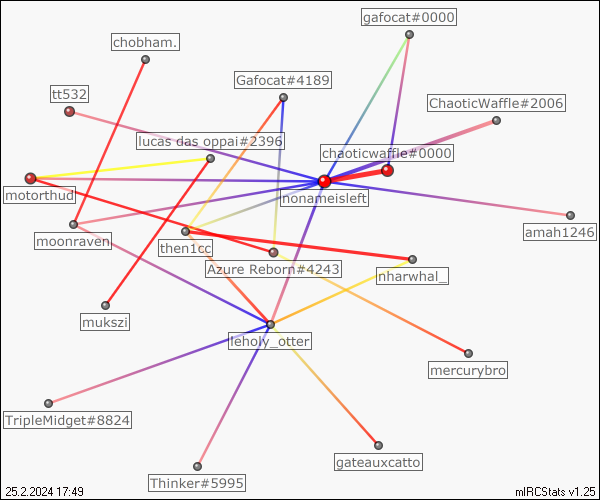 gafocat#0000
chobham.
Gafocat#4189
tt532
ChaoticWaffle#2006
lucas das oppai#2396
chaoticwaffle#0000
motorthud
nonameisleft
amah1246
moonraven
then1cc
Azure Reborn#4243
nharwhal_
mukszi
leholy_otter
mercurybro
TripleMidget#8824
gateauxcatto
Thinker#5995
25.2.2024 17:49
mIRCStats v1.25